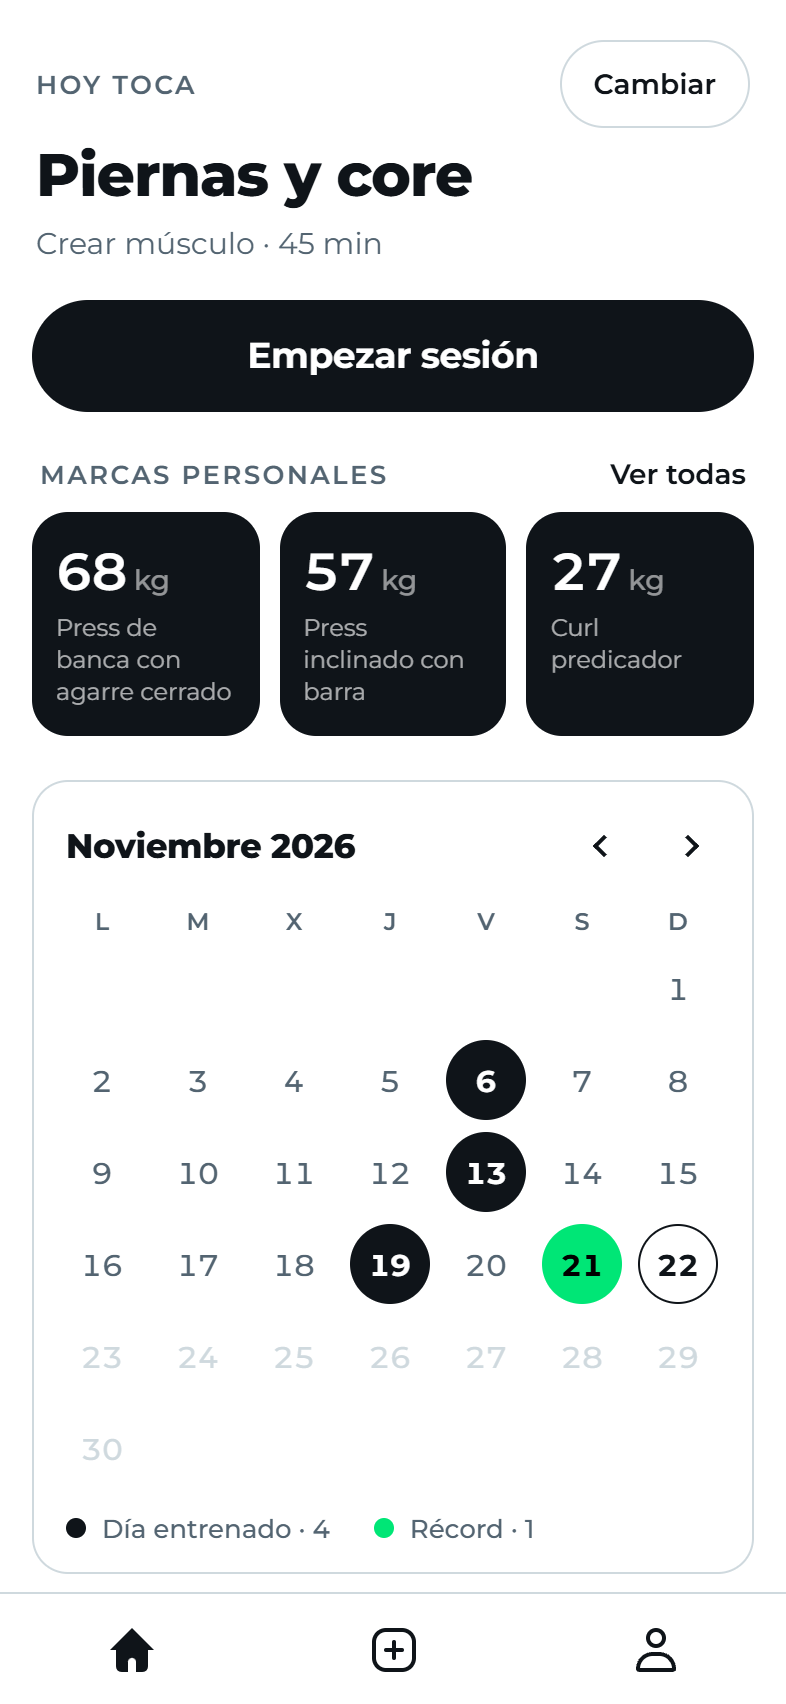 HOY TOCA
Cambiar
Piernas y core
Crear músculo · 45 min
Empezar sesión
MARCAS PERSONALES
Ver todas
68 kg
Press de
banca con
agarre cerrado
57 kg
Press
inclinado con
barra
27 kg
Curl
predicador
Noviembre 2026
L M X J V S D
1
2 3 4 5 6 7 8
9 10 11 12 13 14 15
16 17 18 19 20 21 22
23 24 25 26 27 28 29
30
Día entrenado · 4
Récord · 1